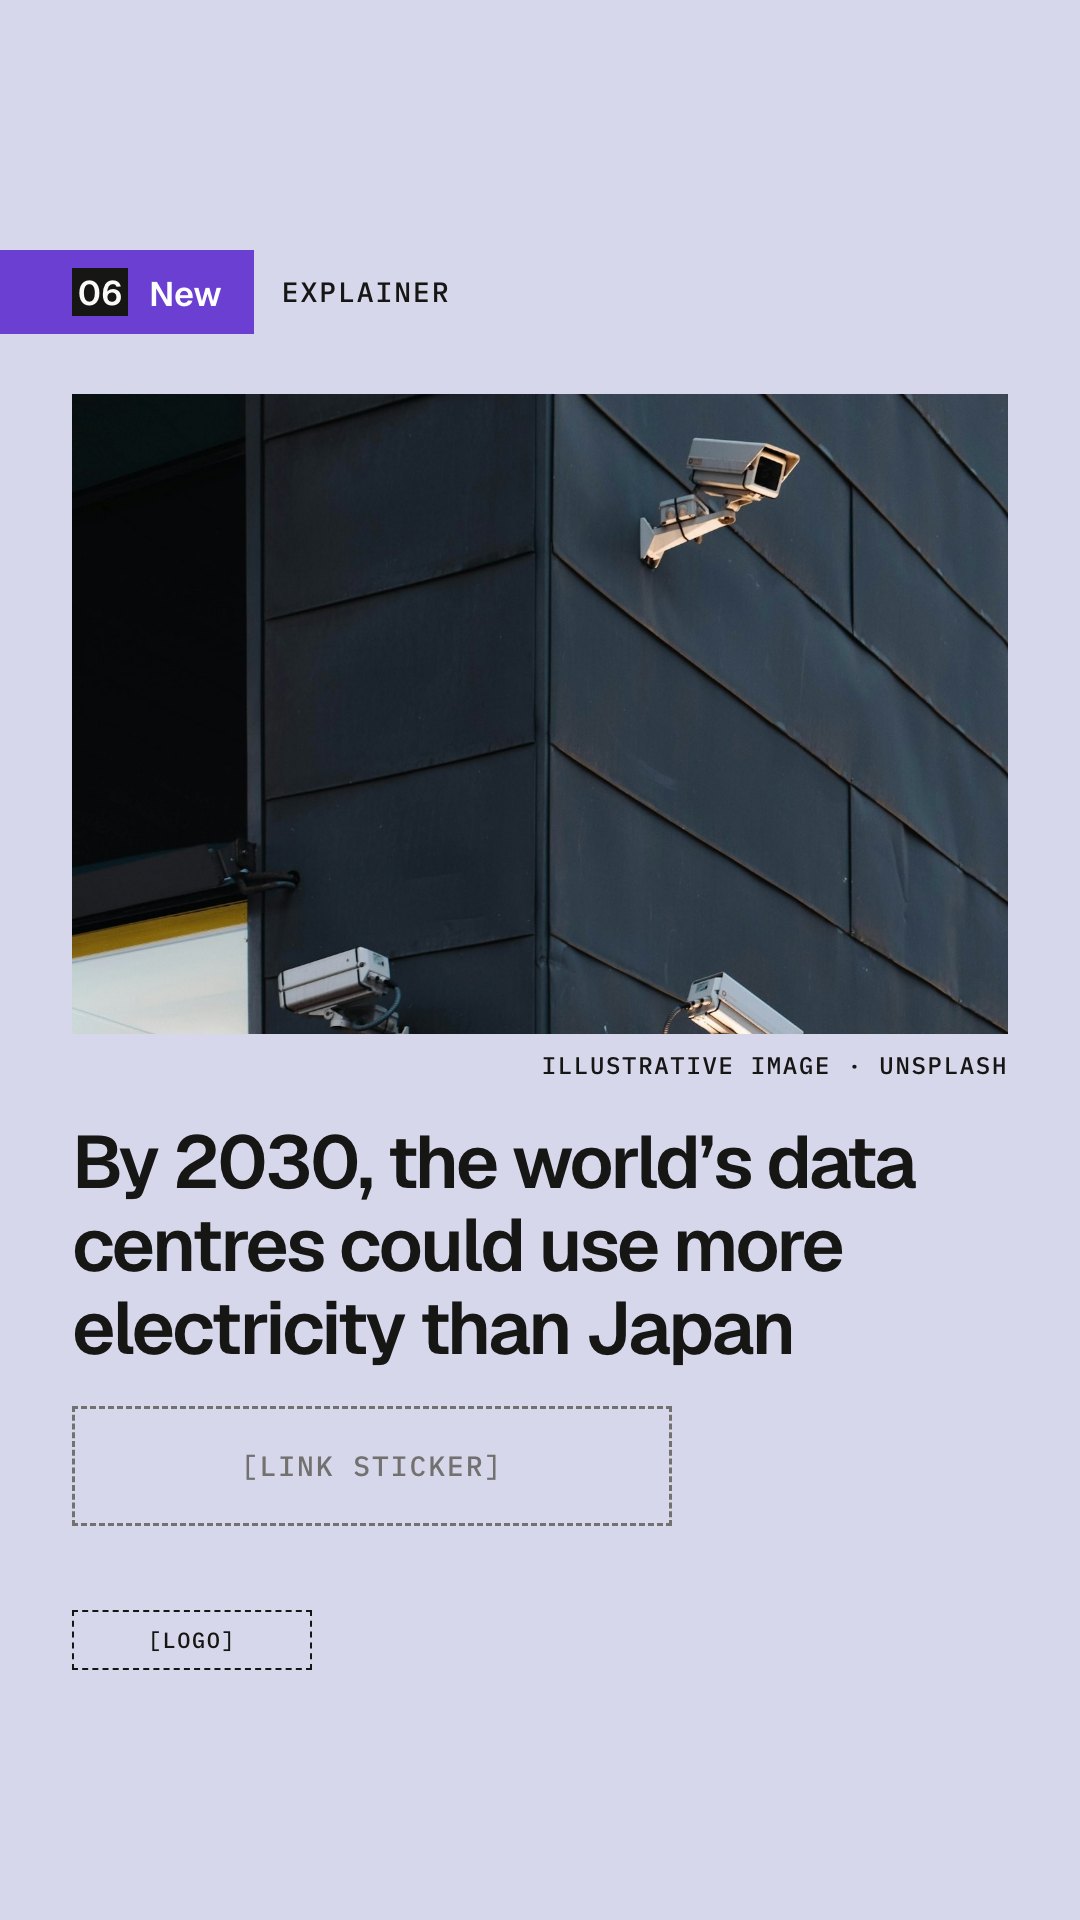 06 New EXPLAINER
ILLUSTRATIVE IMAGE · UNSPLASH
By 2030, the world’s data
centres could use more
electricity than Japan
[LINK STICKER]
[LOGO]